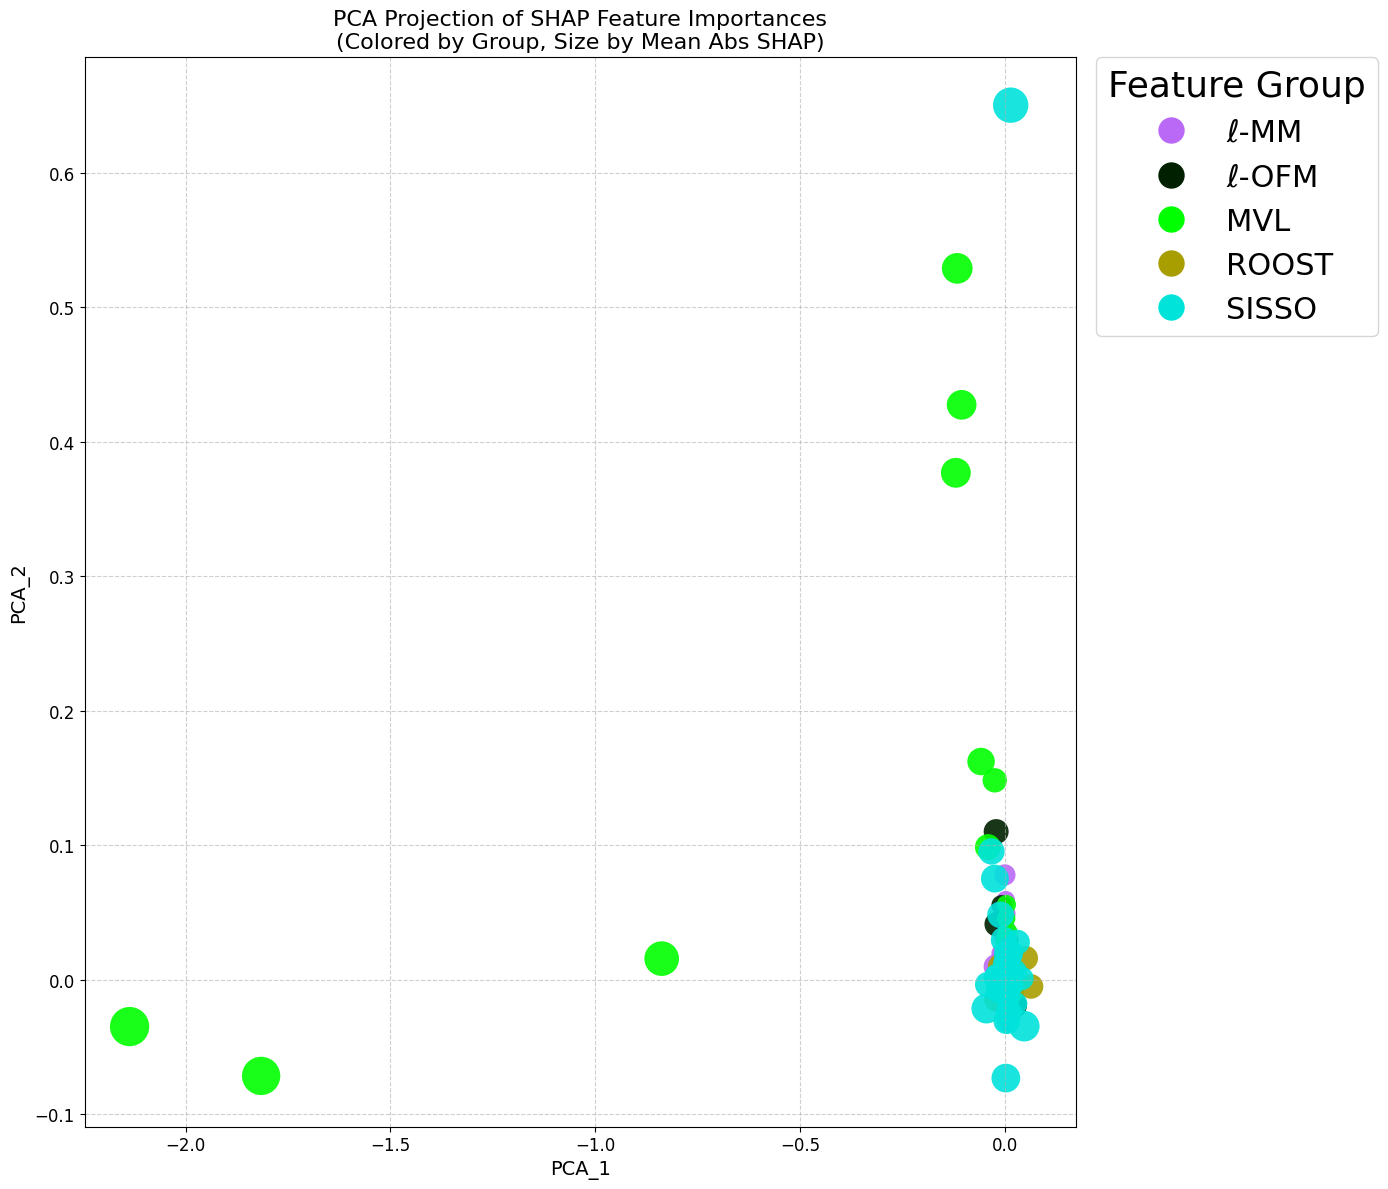 PCA Projection of SHAP Feature Importances
(Colored by Group, Size by Mean Abs SHAP)
Feature Group
ℓ-MM
ℓ-OFM
MVL
ROOST
SISSO
PCA_2
0.6
0.5
0.4
0.3
0.2
0.1
0.0
−0.1
−2.0
−1.5
−1.0
−0.5
0.0
PCA_1